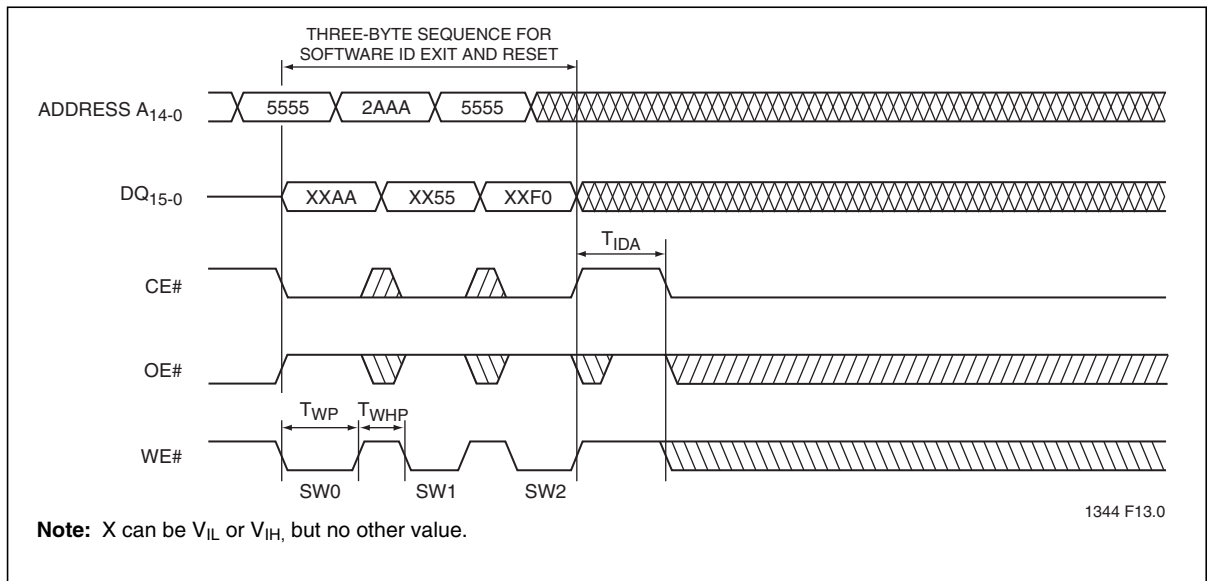 THREE-BYTE SEQUENCE FOR
SOFTWARE ID EXIT AND RESET
ADDRESS A14-0
5555 2AAA 5555
DQ15-0
XXAA XX55 XXF0
TIDA
CE#
OE#
TWP TWHP
WE#
SW0 SW1 SW2
1344 F13.0
Note: X can be VIL or VIH, but no other value.